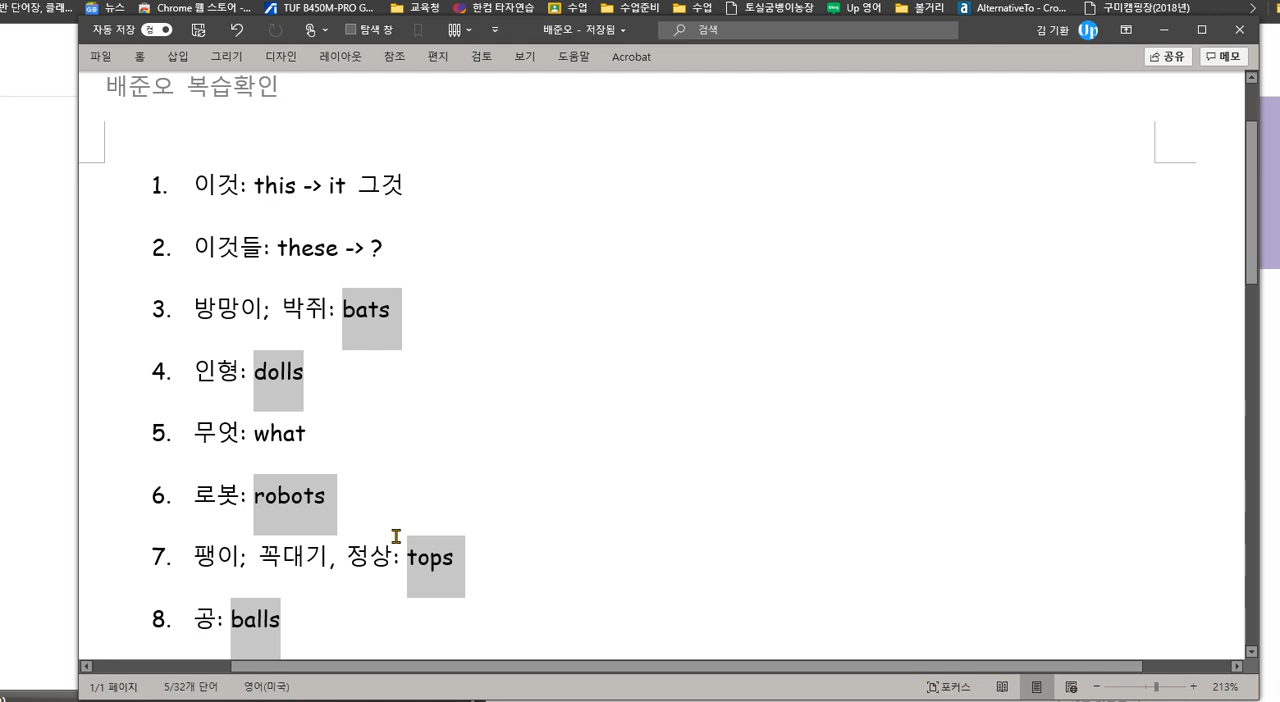 반 단어장, 클래... 뉴스 Chrome 웹 스토어 -... TUF B450M-PRO G... 교육청 한컴 타자연습 수업 수업준비 수업 토실굼벵이농장 Up 영어 볼거리 AlternativeTo - Cro... 구미캠핑장(2018년)
자동 저장 탐색 창 배준오 - 저장됨 검색 김 기환 Up
파일 홈 삽입 그리기 디자인 레이아웃 참조 편지 검토 보기 도움말 Acrobat 공유 메모
배준오 복습확인
1. 이것: this -> it 그것
2. 이것들: these -> ?
3. 방망이; 박쥐: bats
4. 인형: dolls
5. 무엇: what
6. 로봇: robots
7. 팽이; 꼭대기, 정상: tops
8. 공: balls
1/1 페이지 5/32개 단어 영어(미국) 포커스 213%